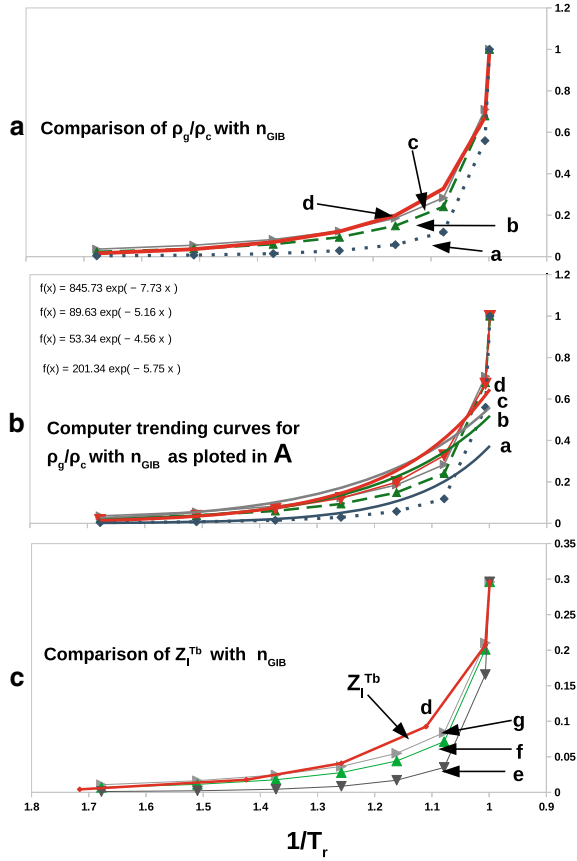 1.2
1
0.8
0.6
0.4
0.2
0
a
Comparison of ρg/ρc with nGIB
c
d
b
a
1.2
1
0.8
0.6
0.4
0.2
0
f(x) = 845.73 exp( − 7.73 x )
f(x) = 89.63 exp( − 5.16 x )
f(x) = 53.34 exp( − 4.56 x )
f(x) = 201.34 exp( − 5.75 x )
b
Computer trending curves for
ρg/ρc with nGIB as ploted in A
d
c
b
a
0.35
0.3
0.25
0.2
0.15
0.1
0.05
0
c
Comparison of ZlTb with nGIB
ZlTb
d
g
f
e
1.8 1.7 1.6 1.5 1.4 1.3 1.2 1.1 1 0.9
1/Tr